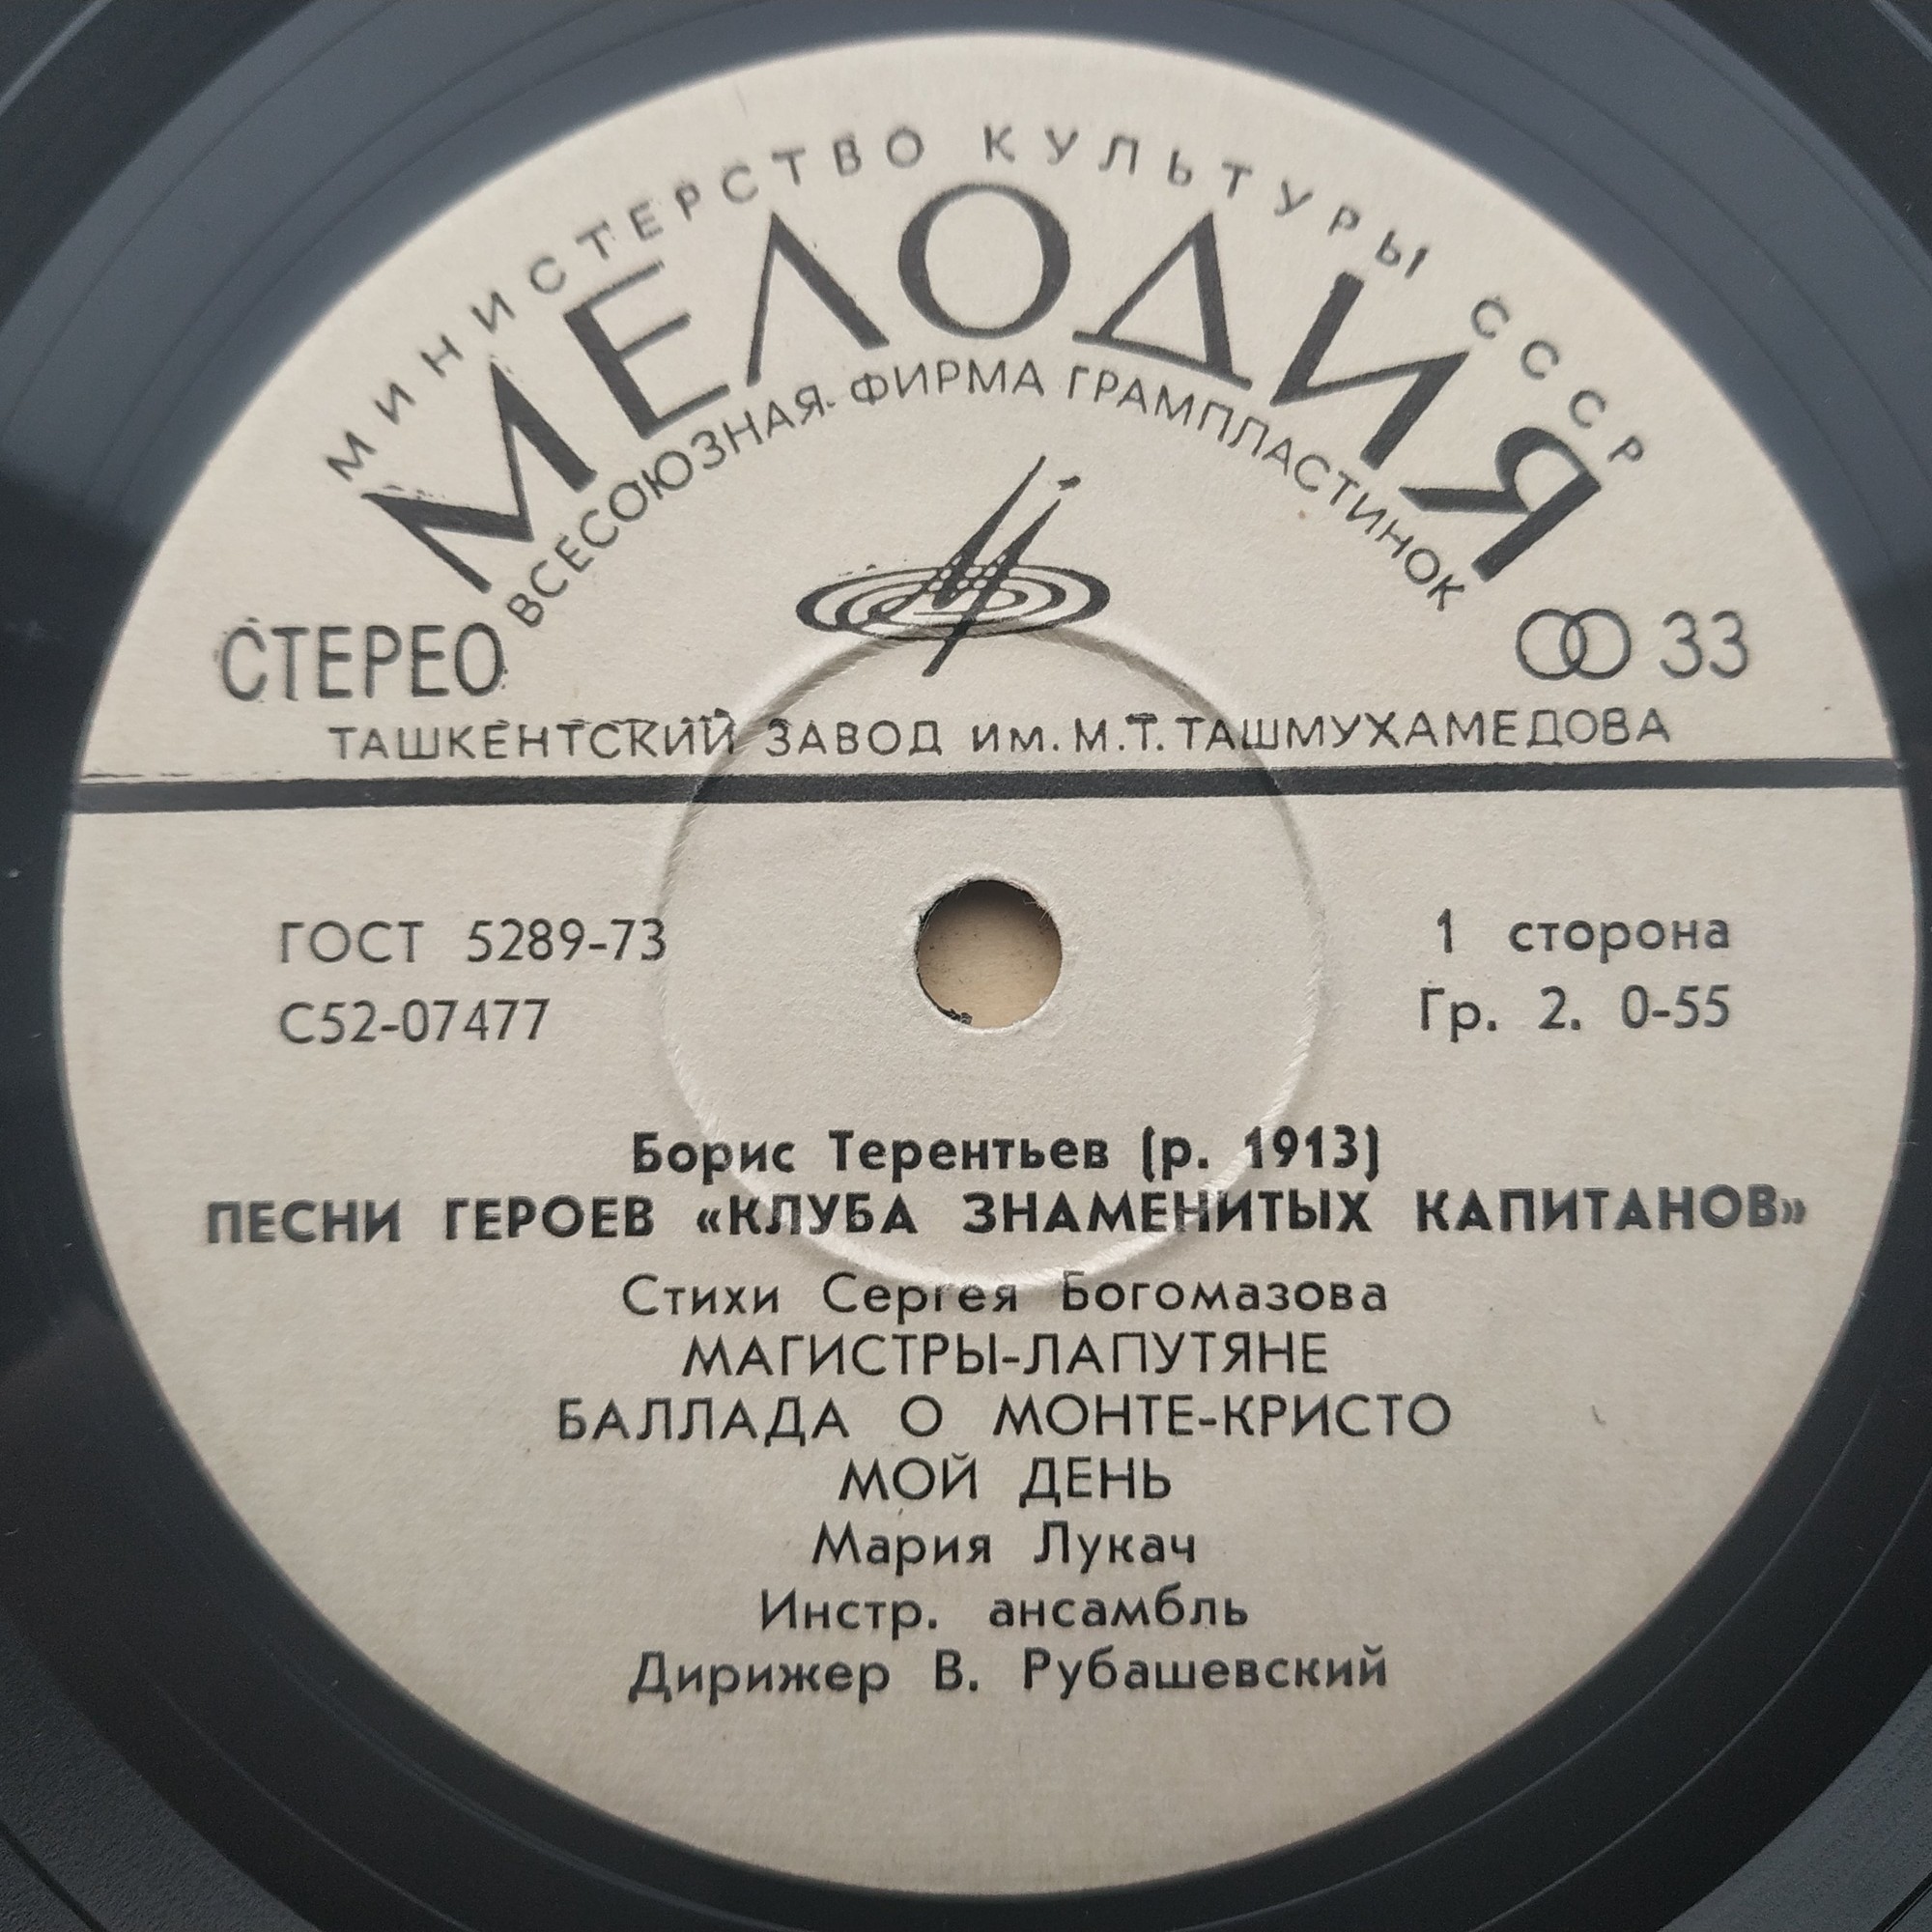 МИНИСТЕРСТВО КУЛЬТУРЫ СССР
МЕЛОДИЯ
ВСЕСОЮЗНАЯ ФИРМА ГРАМПЛАСТИНОК
СТЕРЕО
33
ТАШКЕНТСКИЙ ЗАВОД им. М.Т. ТАШМУХАМЕДОВА
ГОСТ 5289-73
1 сторона
С52-07477
Гр. 2. 0-55
Борис Терентьев (р. 1913)
ПЕСНИ ГЕРОЕВ «КЛУБА ЗНАМЕНИТЫХ КАПИТАНОВ»
Стихи Сергея Богомазова
МАГИСТРЫ-ЛАПУТЯНЕ
БАЛЛАДА О МОНТЕ-КРИСТО
МОЙ ДЕНЬ
Мария Лукач
Инстр. ансамбль
Дирижер В. Рубашевский